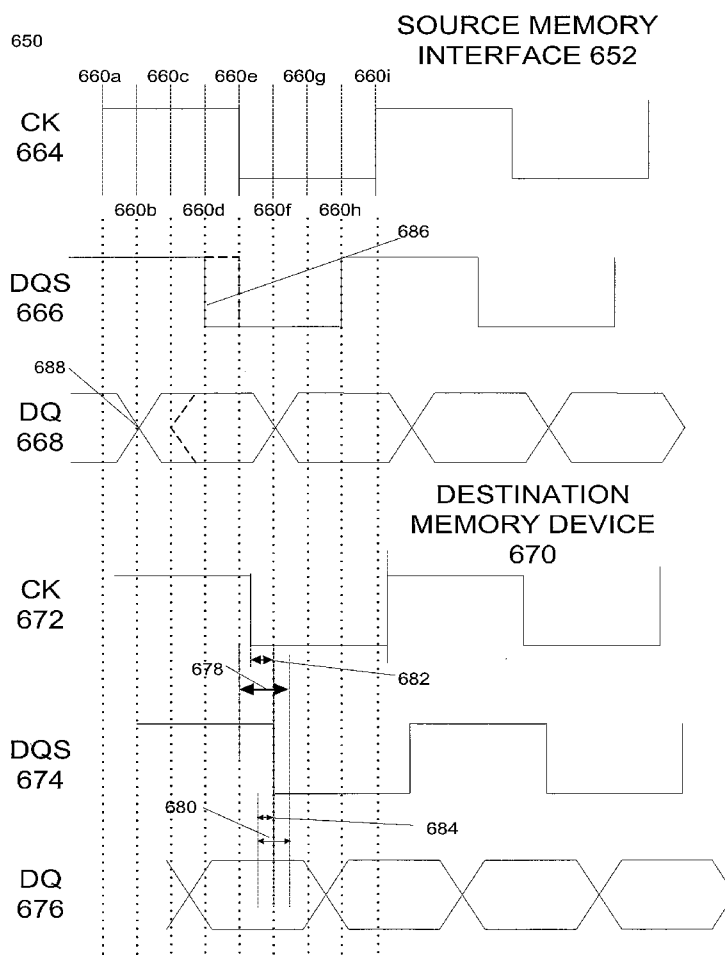 650
SOURCE MEMORY
INTERFACE 652
660a 660c 660e 660g 660i
CK
664
660b 660d 660f 660h
686
DQS
666
688
DQ
668
DESTINATION
MEMORY DEVICE
670
CK
672
678
682
DQS
674
680
684
DQ
676